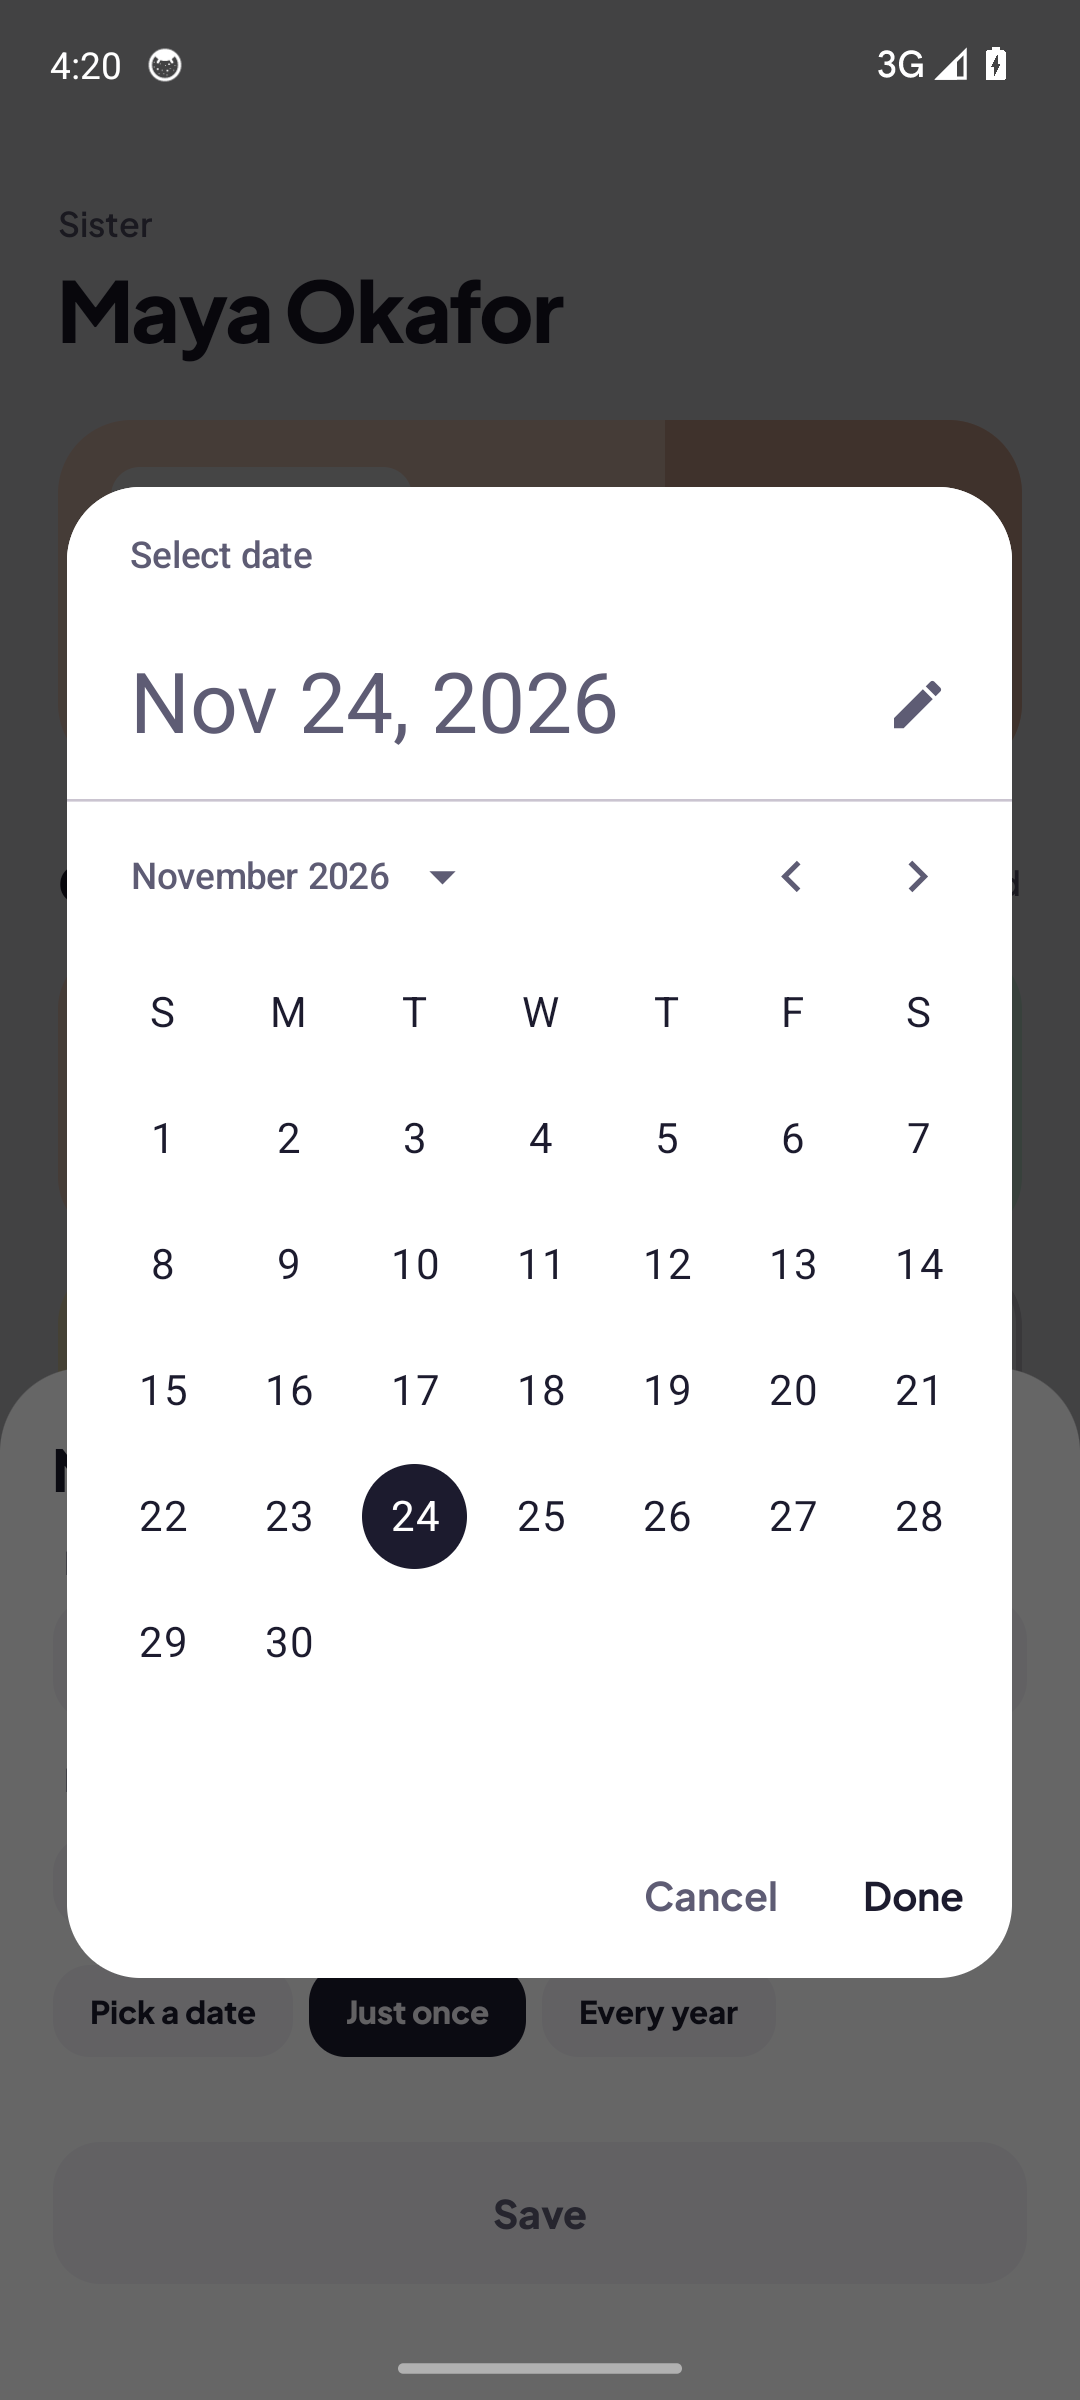 4:20 3G
Sister
Maya Okafor
Select date
Nov 24, 2026
November 2026
S M T W T F S
1 2 3 4 5 6 7
8 9 10 11 12 13 14
15 16 17 18 19 20 21
22 23 24 25 26 27 28
29 30
Cancel Done
Pick a date Just once Every year
Save